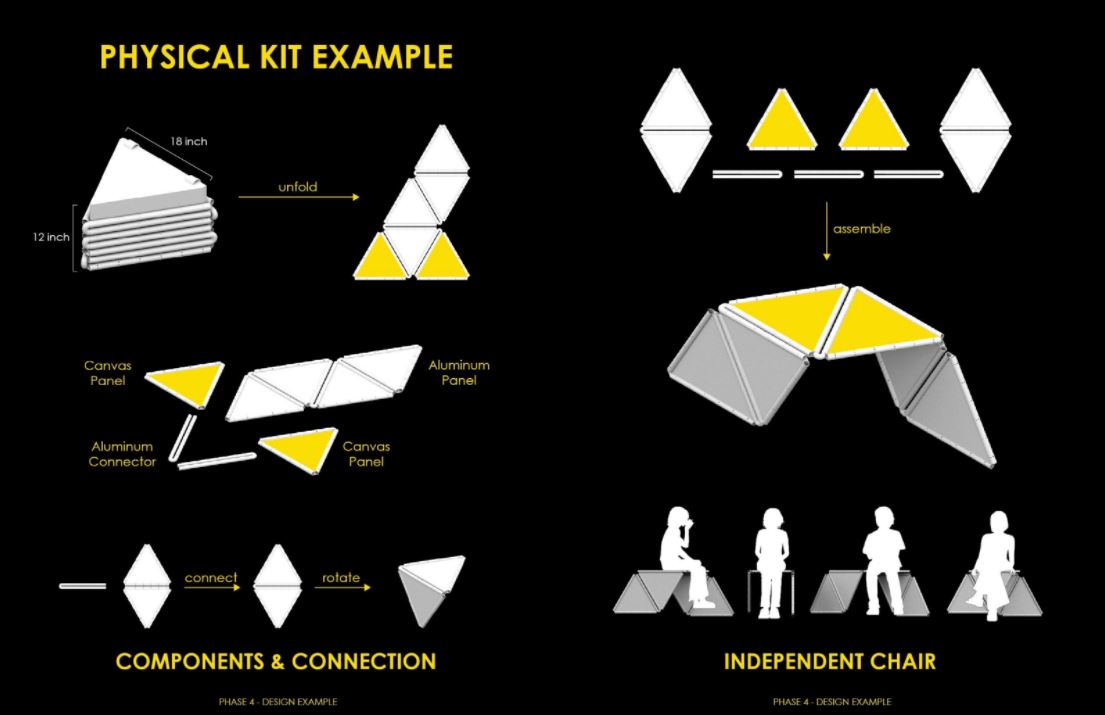 PHYSICAL KIT EXAMPLE
18 inch
unfold
12 inch
Canvas
Panel
Aluminum
Panel
Aluminum
Connector
Canvas
Panel
connect
rotate
COMPONENTS & CONNECTION
PHASE 4 - DESIGN EXAMPLE
assemble
INDEPENDENT CHAIR
PHASE 4 - DESIGN EXAMPLE